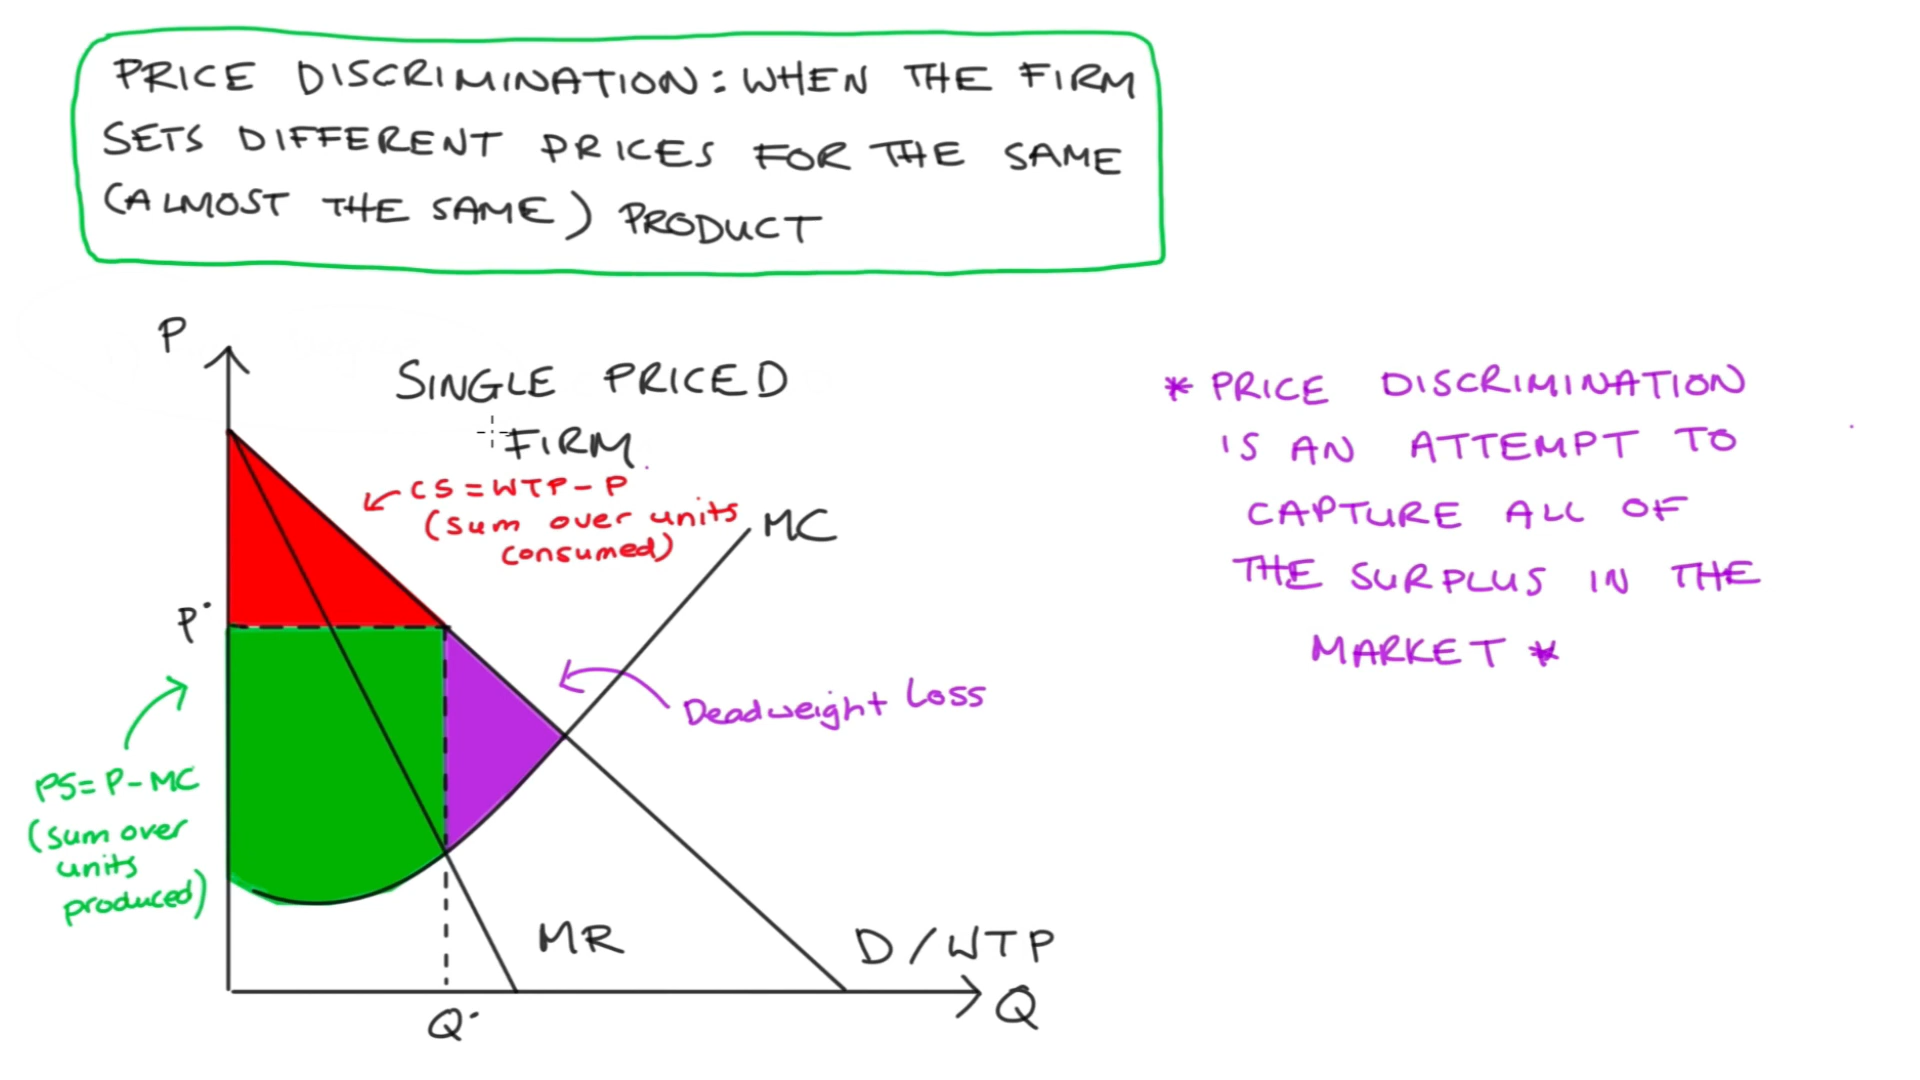 PRICE DISCRIMINATION: WHEN THE FIRM
SETS DIFFERENT PRICES FOR THE SAME
(ALMOST THE SAME) PRODUCT
P
SINGLE PRICED
FIRM
CS = WTP - P
(sum over units
consumed)
MC
P*
Deadweight Loss
PS = P - MC
(sum over
units
produced)
MR
D/WTP
Q
Q*
* PRICE DISCRIMINATION
IS AN ATTEMPT TO
CAPTURE ALL OF
THE SURPLUS IN THE
MARKET *